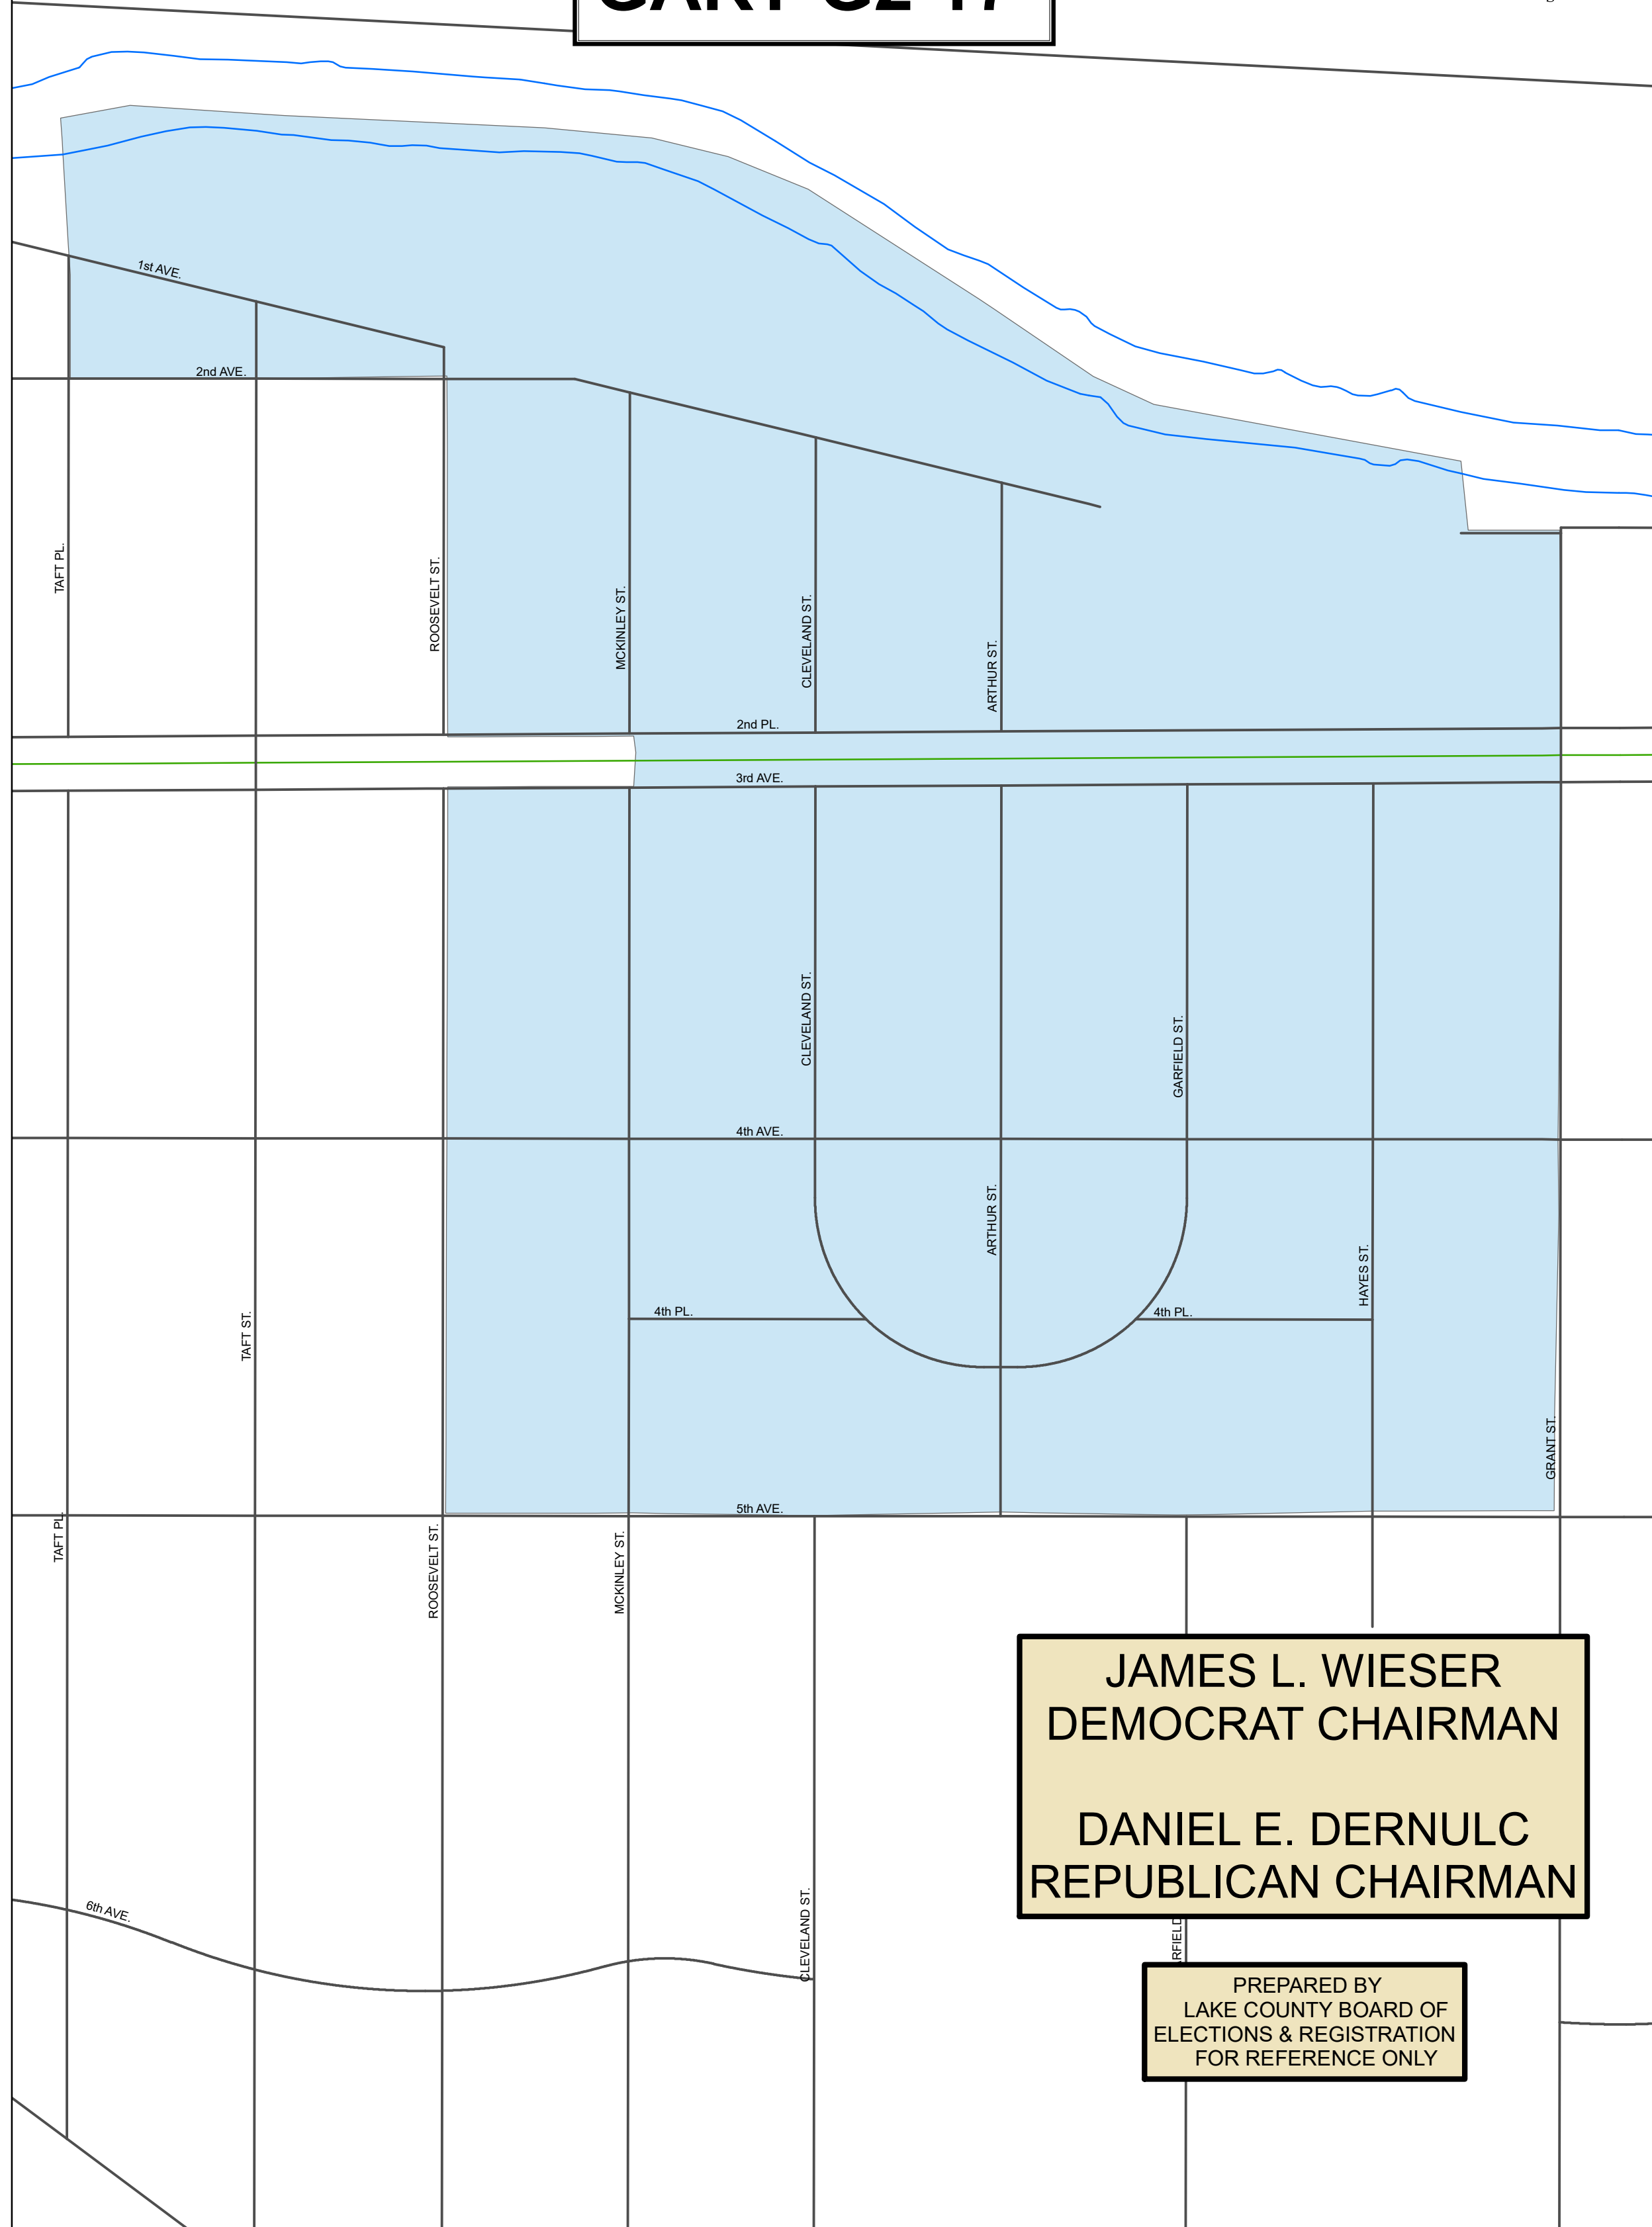 1st AVE.
2nd AVE.
TAFT PL.
ROOSEVELT ST.
MCKINLEY ST.
CLEVELAND ST.
ARTHUR ST.
2nd PL.
3rd AVE.
CLEVELAND ST.
GARFIELD ST.
4th AVE.
ARTHUR ST.
HAYES ST.
TAFT ST.
4th PL.
4th PL.
GRANT ST.
5th AVE.
TAFT PL.
ROOSEVELT ST.
MCKINLEY ST.
JAMES L. WIESER
DEMOCRAT CHAIRMAN
DANIEL E. DERNULC
REPUBLICAN CHAIRMAN
6th AVE.
CLEVELAND ST.
RFIELD
PREPARED BY
LAKE COUNTY BOARD OF
ELECTIONS & REGISTRATION
FOR REFERENCE ONLY